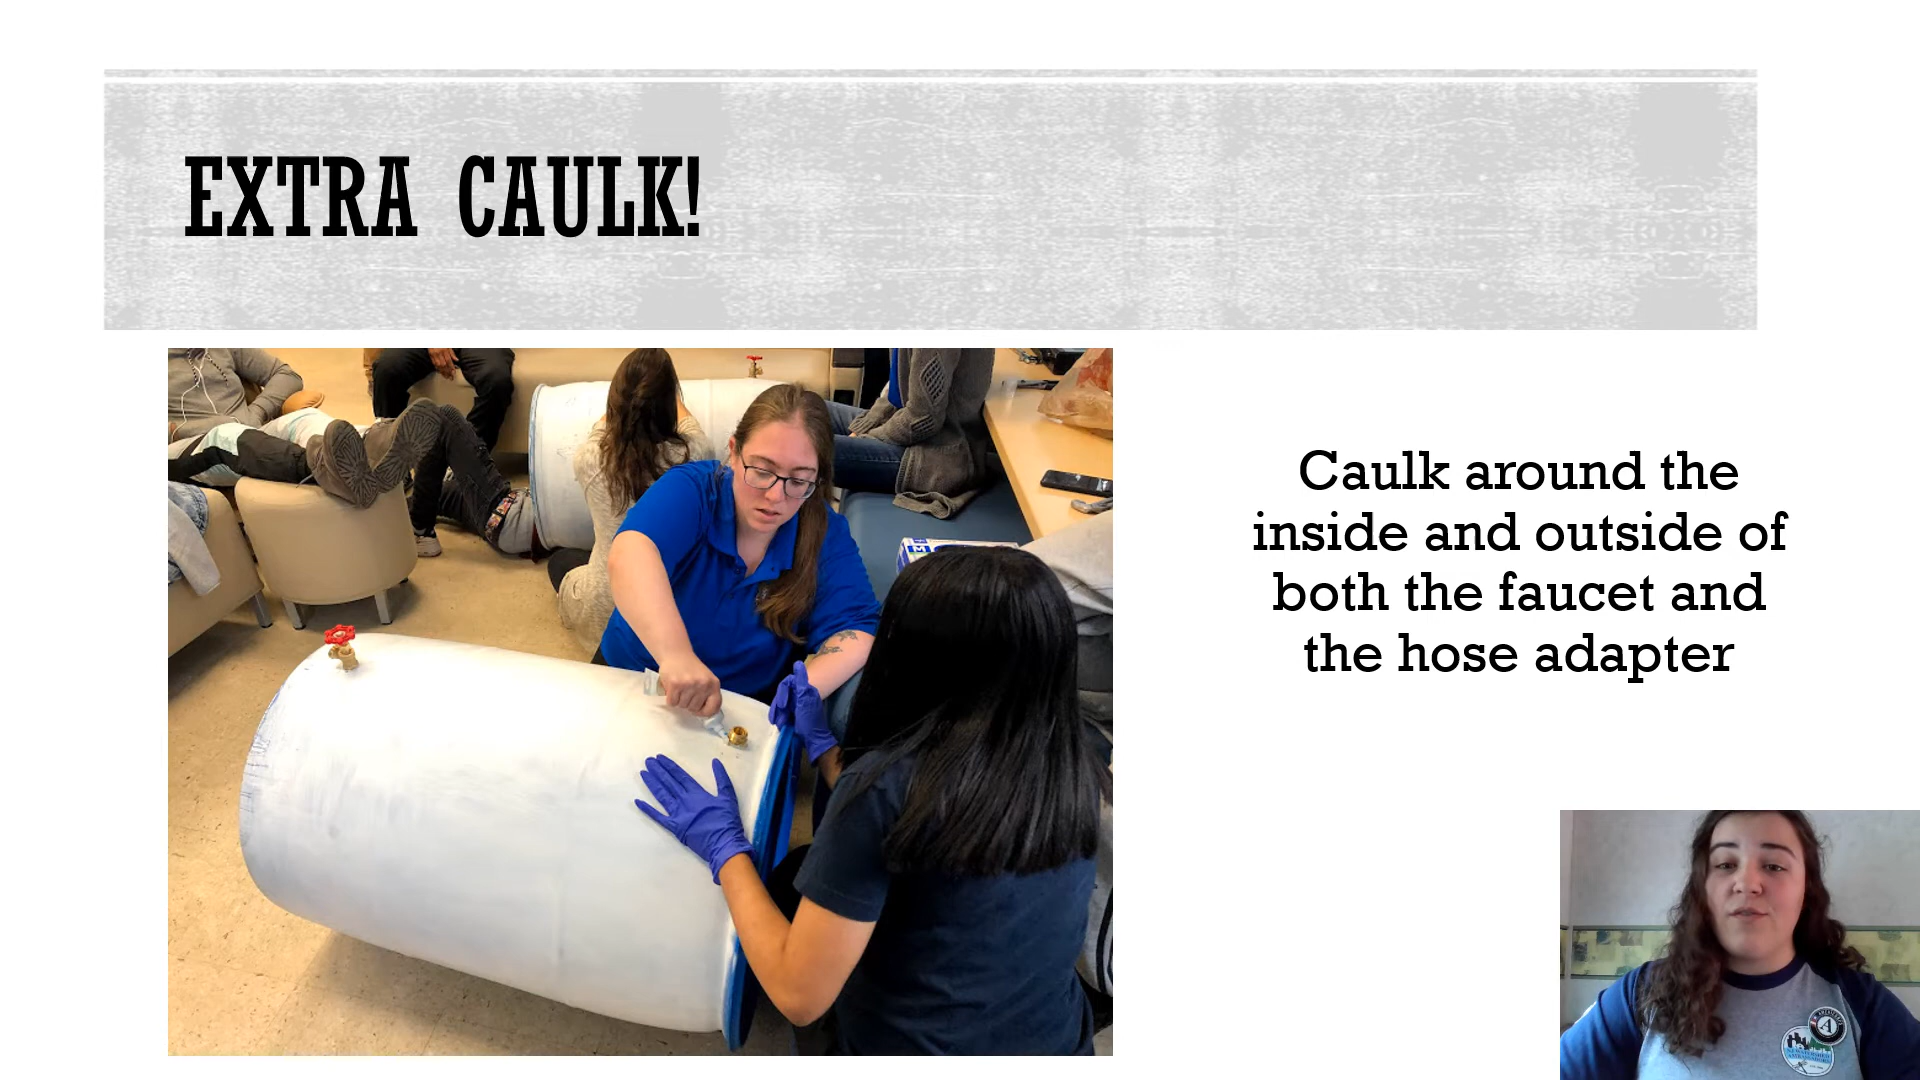 EXTRA CAULK!
Caulk around the
inside and outside of
both the faucet and
the hose adapter
A